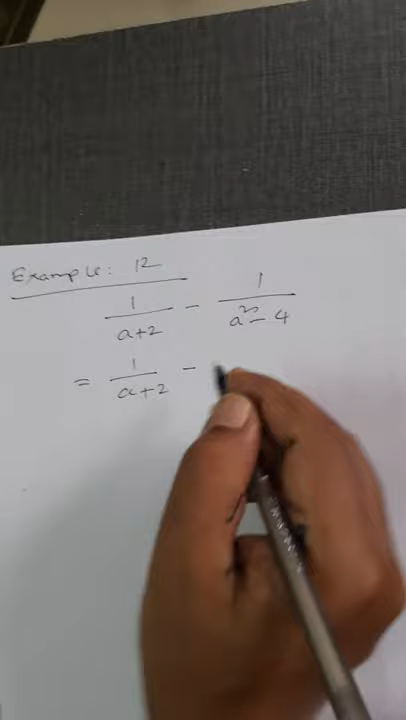 Example: 12
1/(a+2) - 1/(a²-4)
= 1/(a+2) -